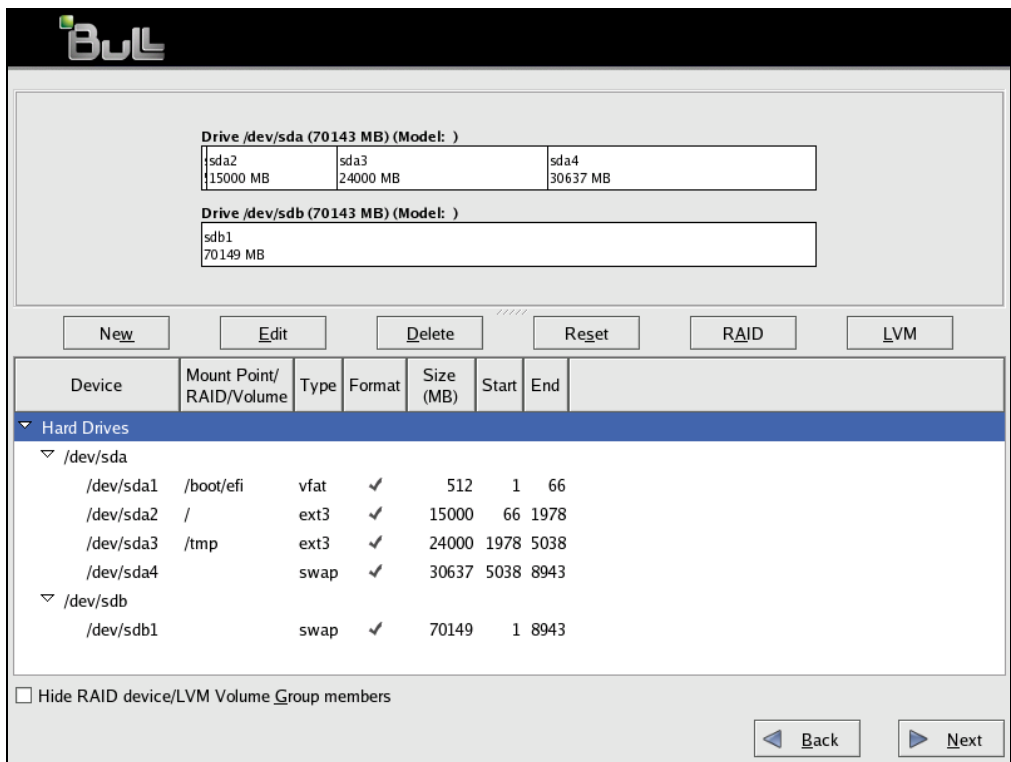 Bull
Drive /dev/sda (70143 MB) (Model: )
sda2 sda3 sda4
15000 MB 24000 MB 30637 MB
Drive /dev/sdb (70143 MB) (Model: )
sdb1
70149 MB
New Edit Delete Reset RAID LVM
Device Mount Point/ RAID/Volume Type Format Size (MB) Start End
Hard Drives
/dev/sda
/dev/sda1 /boot/efi vfat 512 1 66
/dev/sda2 / ext3 15000 66 1978
/dev/sda3 /tmp ext3 24000 1978 5038
/dev/sda4 swap 30637 5038 8943
/dev/sdb
/dev/sdb1 swap 70149 1 8943
Hide RAID device/LVM Volume Group members
Back Next